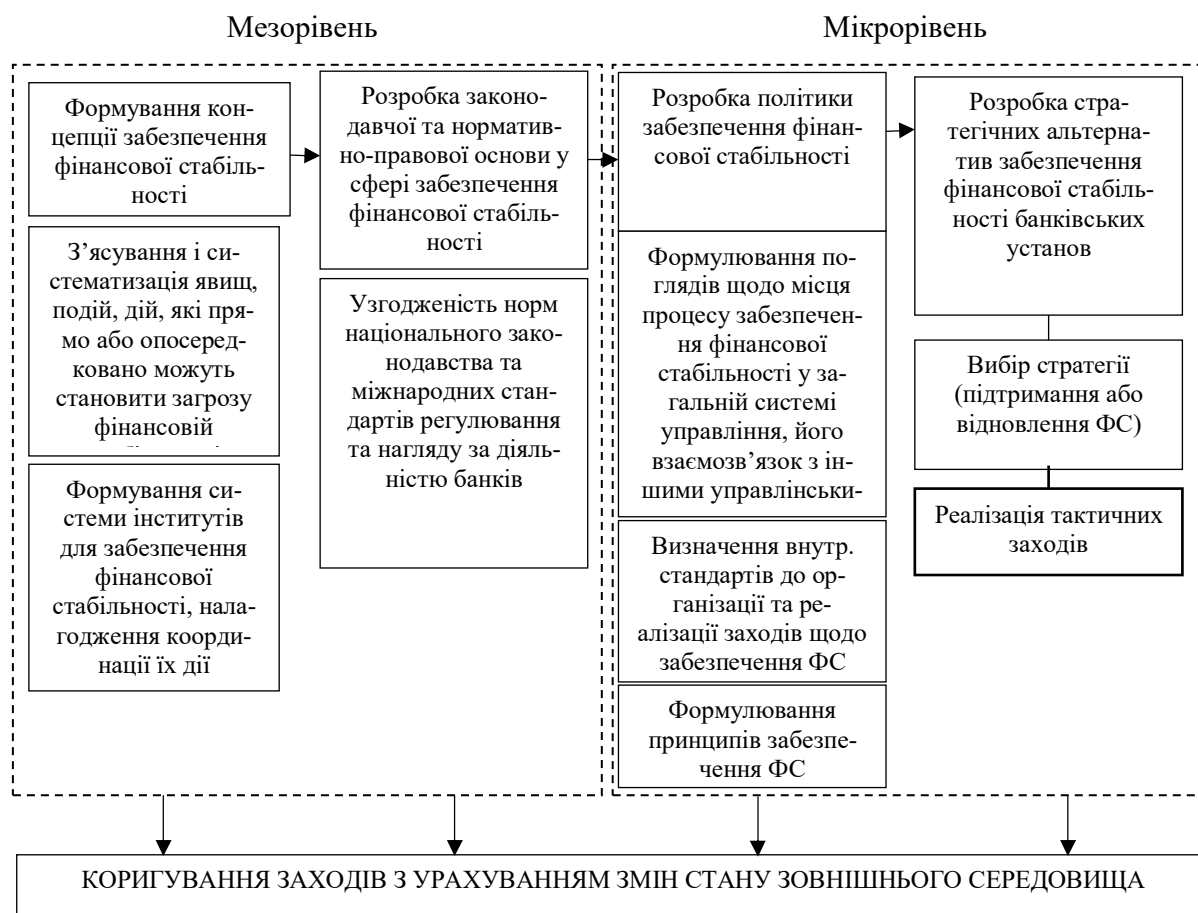 Мезорівень
Формування кон-
цепції забезпечення
фінансової стабіль-
ності
З’ясування і си-
стематизація явищ,
подій, дій, які пря-
мо або опосеред-
ковано можуть
становити загрозу
фінансовій
Формування си-
стеми інститутів
для забезпечення
фінансової
стабільності, нала-
годження коорди-
нації їх дії
Розробка законо-
давчої та норматив-
но-правової основи у
сфері забезпечення
фінансової стабіль-
ності
Узгодженість норм
національного зако-
нодавства та
міжнародних стан-
дартів регулювання
та нагляду за діяль-
ністю банків
Мікрорівень
Розробка політики
забезпечення фінан-
сової стабільності
Формулювання по-
глядів щодо місця
процесу забезпечен-
ня фінансової
стабільності у за-
гальній системі
управління, його
взаємозв’язок з ін-
шими управлінськи-
Визначення внутр.
стандартів до ор-
ганізації та ре-
алізації заходів щодо
забезпечення ФС
Формулювання
принципів забезпе-
чення ФС
Розробка стра-
тегічних альтерна-
тив забезпечення
фінансової стабіль-
ності банківських
установ
Вибір стратегії
(підтримання або
відновлення ФС)
Реалізація тактичних
заходів
КОРИГУВАННЯ ЗАХОДІВ З УРАХУВАННЯМ ЗМІН СТАНУ ЗОВНІШНЬОГО СЕРЕДОВИЩА